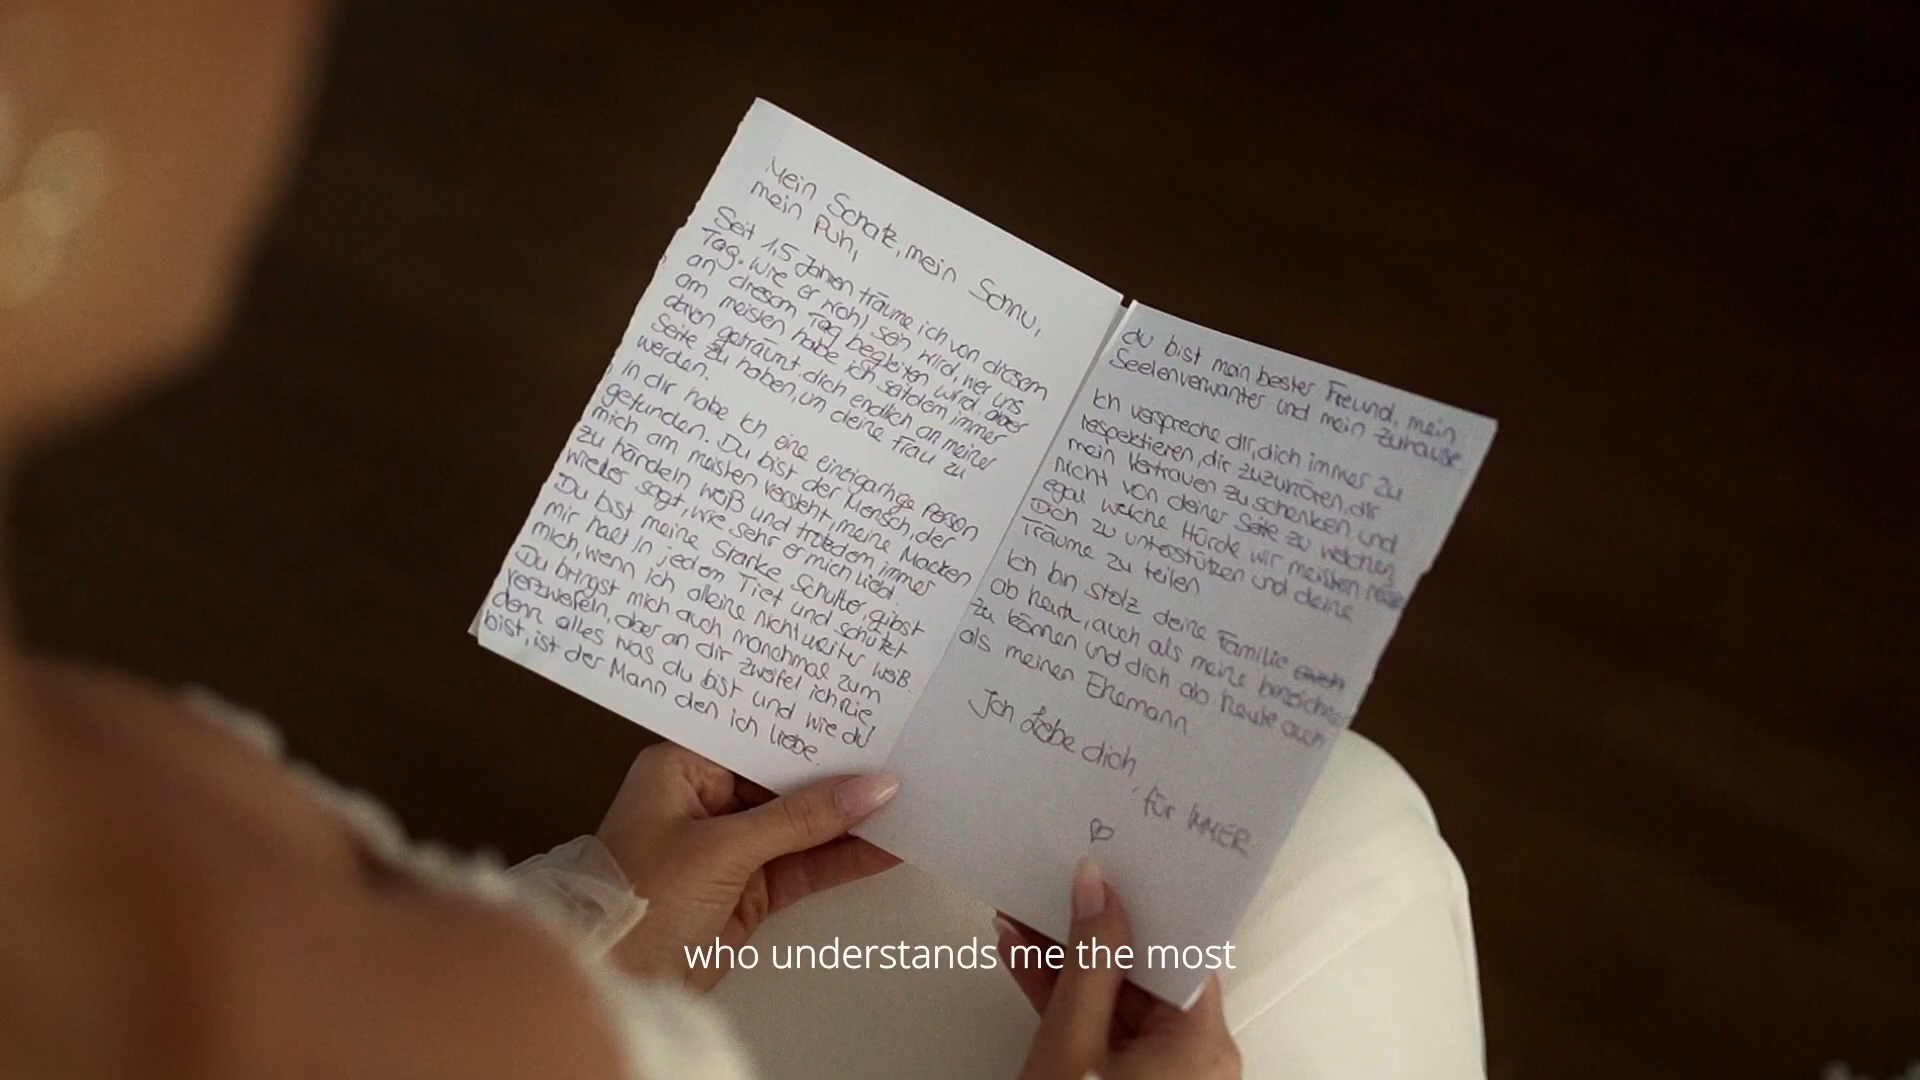 Mein Schatz, mein Schnu,
mein Puh,
Seit 1,5 Jahren träume ich von diesem
Tag. Wie er wohl sein wird, wer uns
an diesem Tag begleiten wird, aber
am meisten habe ich seitdem immer
davon geträumt dich endlich an meiner
Seite zu haben, um deine Frau zu
werden.
In dir habe ich eine einzigartige Person
gefunden. Du bist der Mensch, der
mich am meisten versteht, meine Macken
zu händeln weiß und trotzdem immer
wieder sagt, wie sehr er mich liebt.
Du bist meine starke Schulter, gibst
mir halt in jedem Tief und schützt
mich, wenn ich alleine nicht weiter weiß.
Du bringst mich auch manchmal zum
verzweifeln, aber an dir zweifel ich nie,
denn alles was du bist und wie du
bist, ist der Mann den ich liebe.
du bist mein bester Freund, mein
Seelenverwanter und mein Zuhause
Ich verspreche dir, dich immer zu
respektieren, dir zuzuhören, dir
mein Vertrauen zu schenken und
nicht von deiner Seite zu weichen
egal welche Hürde wir meistern
Dich zu unterstützen und deine
Träume zu teilen
Ich bin stolz deine Familie
ab heute, auch als meine bezeichnen
zu können und dich ab heute auch
als meinen Ehemann
Ich liebe dich,
für IMMER
who understands me the most